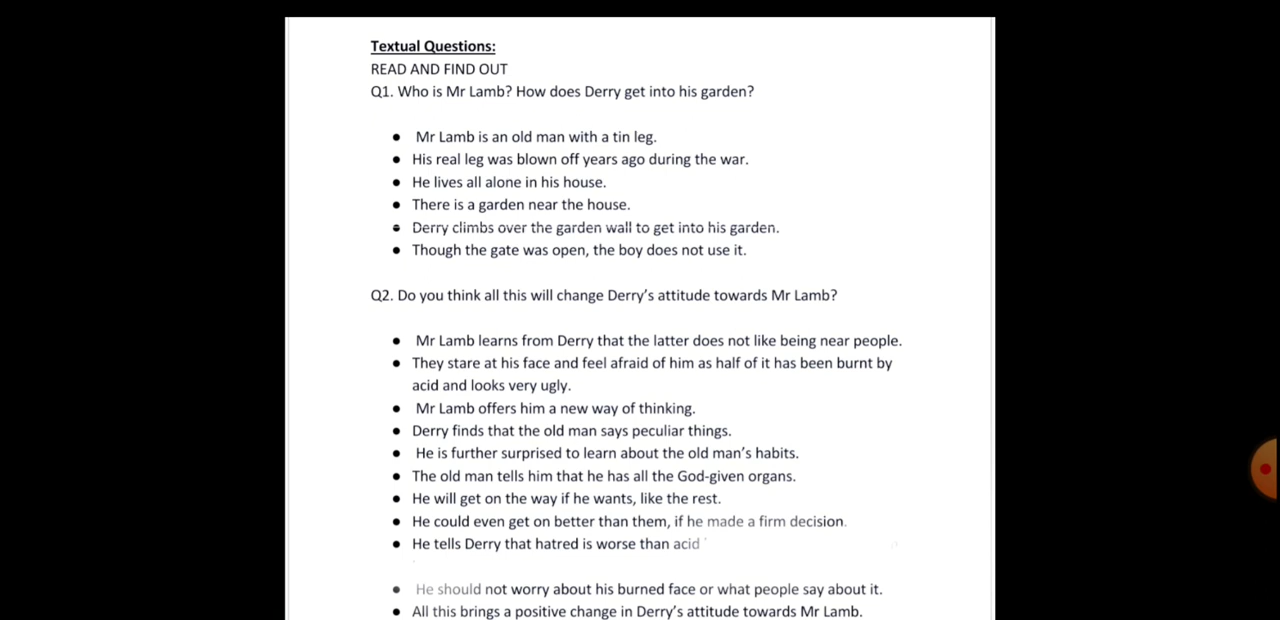 Textual Questions:
READ AND FIND OUT
Q1. Who is Mr Lamb? How does Derry get into his garden?
● Mr Lamb is an old man with a tin leg.
● His real leg was blown off years ago during the war.
● He lives all alone in his house.
● There is a garden near the house.
● Derry climbs over the garden wall to get into his garden.
● Though the gate was open, the boy does not use it.
Q2. Do you think all this will change Derry's attitude towards Mr Lamb?
● Mr Lamb learns from Derry that the latter does not like being near people.
● They stare at his face and feel afraid of him as half of it has been burnt by
acid and looks very ugly.
● Mr Lamb offers him a new way of thinking.
● Derry finds that the old man says peculiar things.
● He is further surprised to learn about the old man's habits.
● The old man tells him that he has all the God-given organs.
● He will get on the way if he wants, like the rest.
● He could even get on better than them, if he made a firm decision.
● He tells Derry that hatred is worse than acid
● He should not worry about his burned face or what people say about it.
● All this brings a positive change in Derry's attitude towards Mr Lamb.